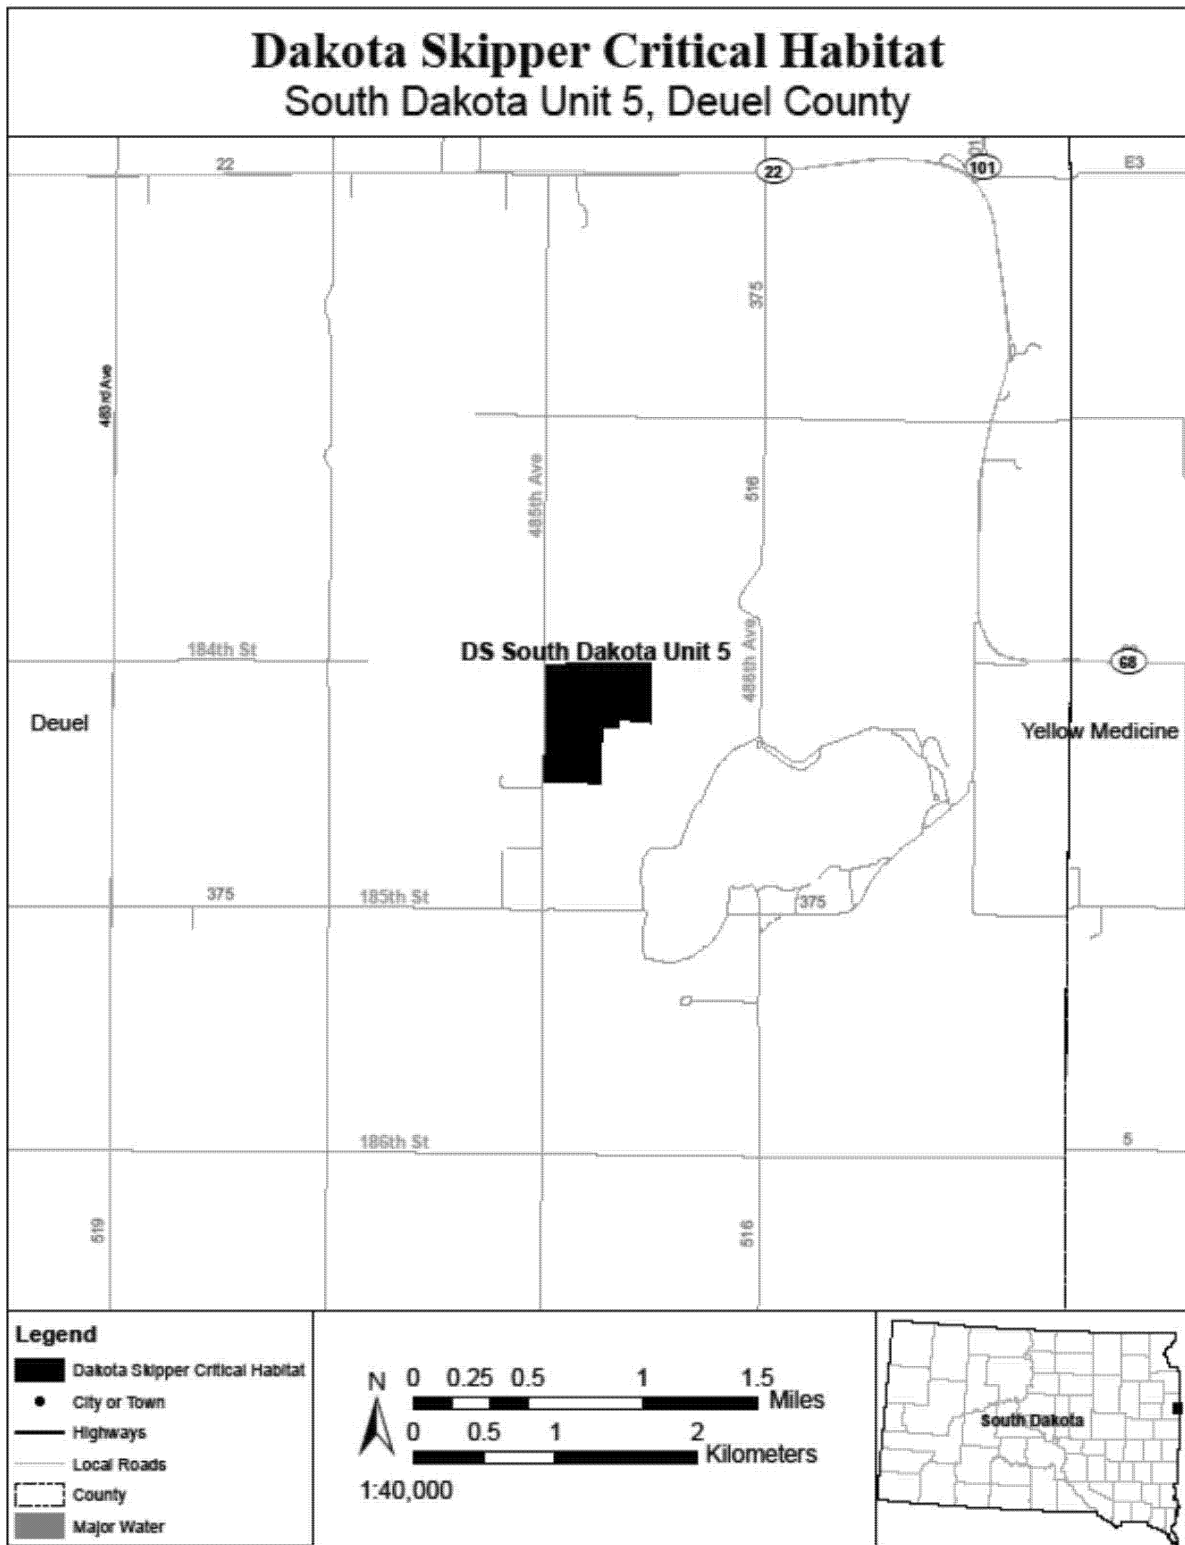 Dakota Skipper Critical Habitat
South Dakota Unit 5, Deuel County
22
22
101
E3
375
483rd Ave
485th Ave
516
184th St
DS South Dakota Unit 5
486th Ave
68
Deuel
Yellow Medicine
375
185th St
375
186th St
5
519
516
Legend
Dakota Skipper Critical Habitat
City or Town
Highways
Local Roads
County
Major Water
N
0 0.25 0.5 1 1.5
Miles
0 0.5 1 2
Kilometers
1:40,000
South Dakota